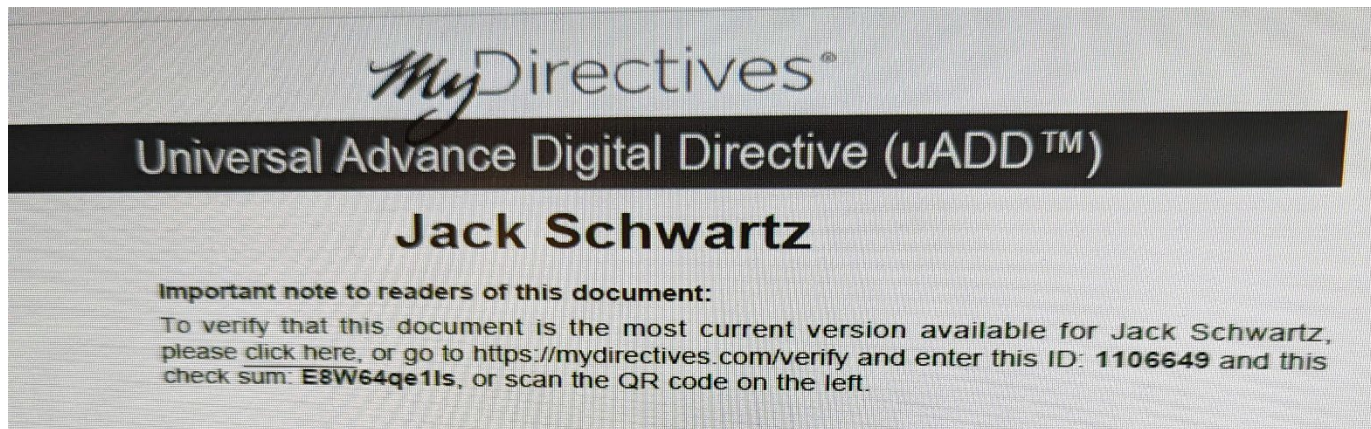 MyDirectives®
Universal Advance Digital Directive (uADD™)
Jack Schwartz
Important note to readers of this document:
To verify that this document is the most current version available for Jack Schwartz,
please click here, or go to https://mydirectives.com/verify and enter this ID: 1106649 and this
check sum: E8W64qe1Is, or scan the QR code on the left.